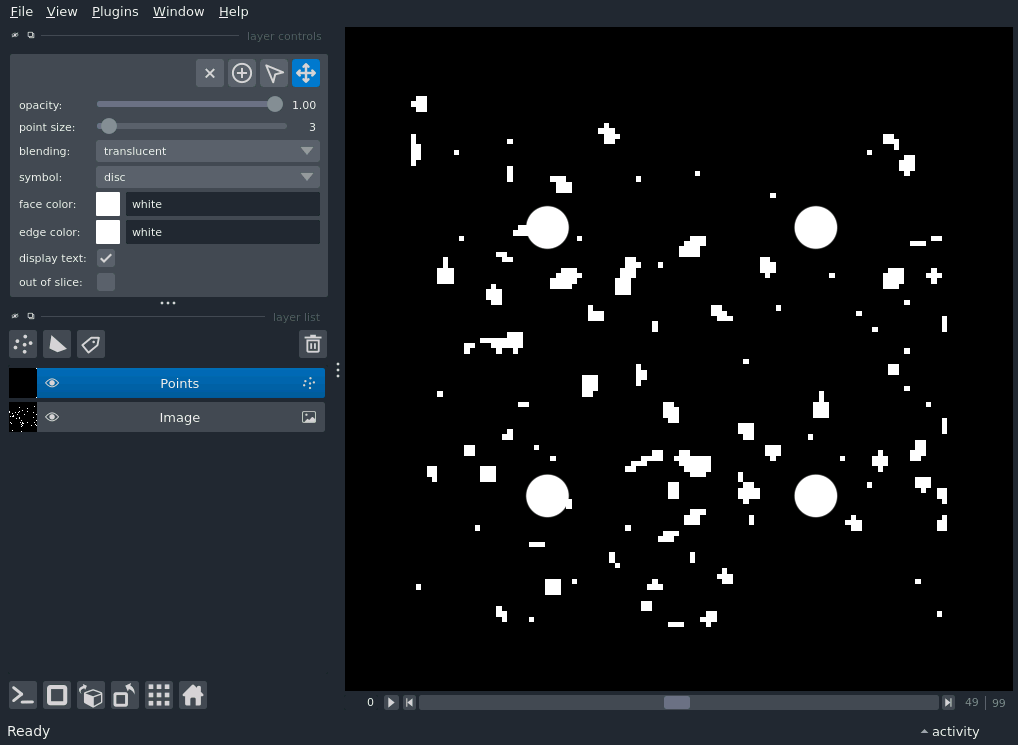 File View Plugins Window Help
layer controls
opacity: 1.00
point size: 3
blending: translucent
symbol: disc
face color: white
edge color: white
display text:
out of slice:
layer list
Points
Image
0 49 | 99
Ready activity